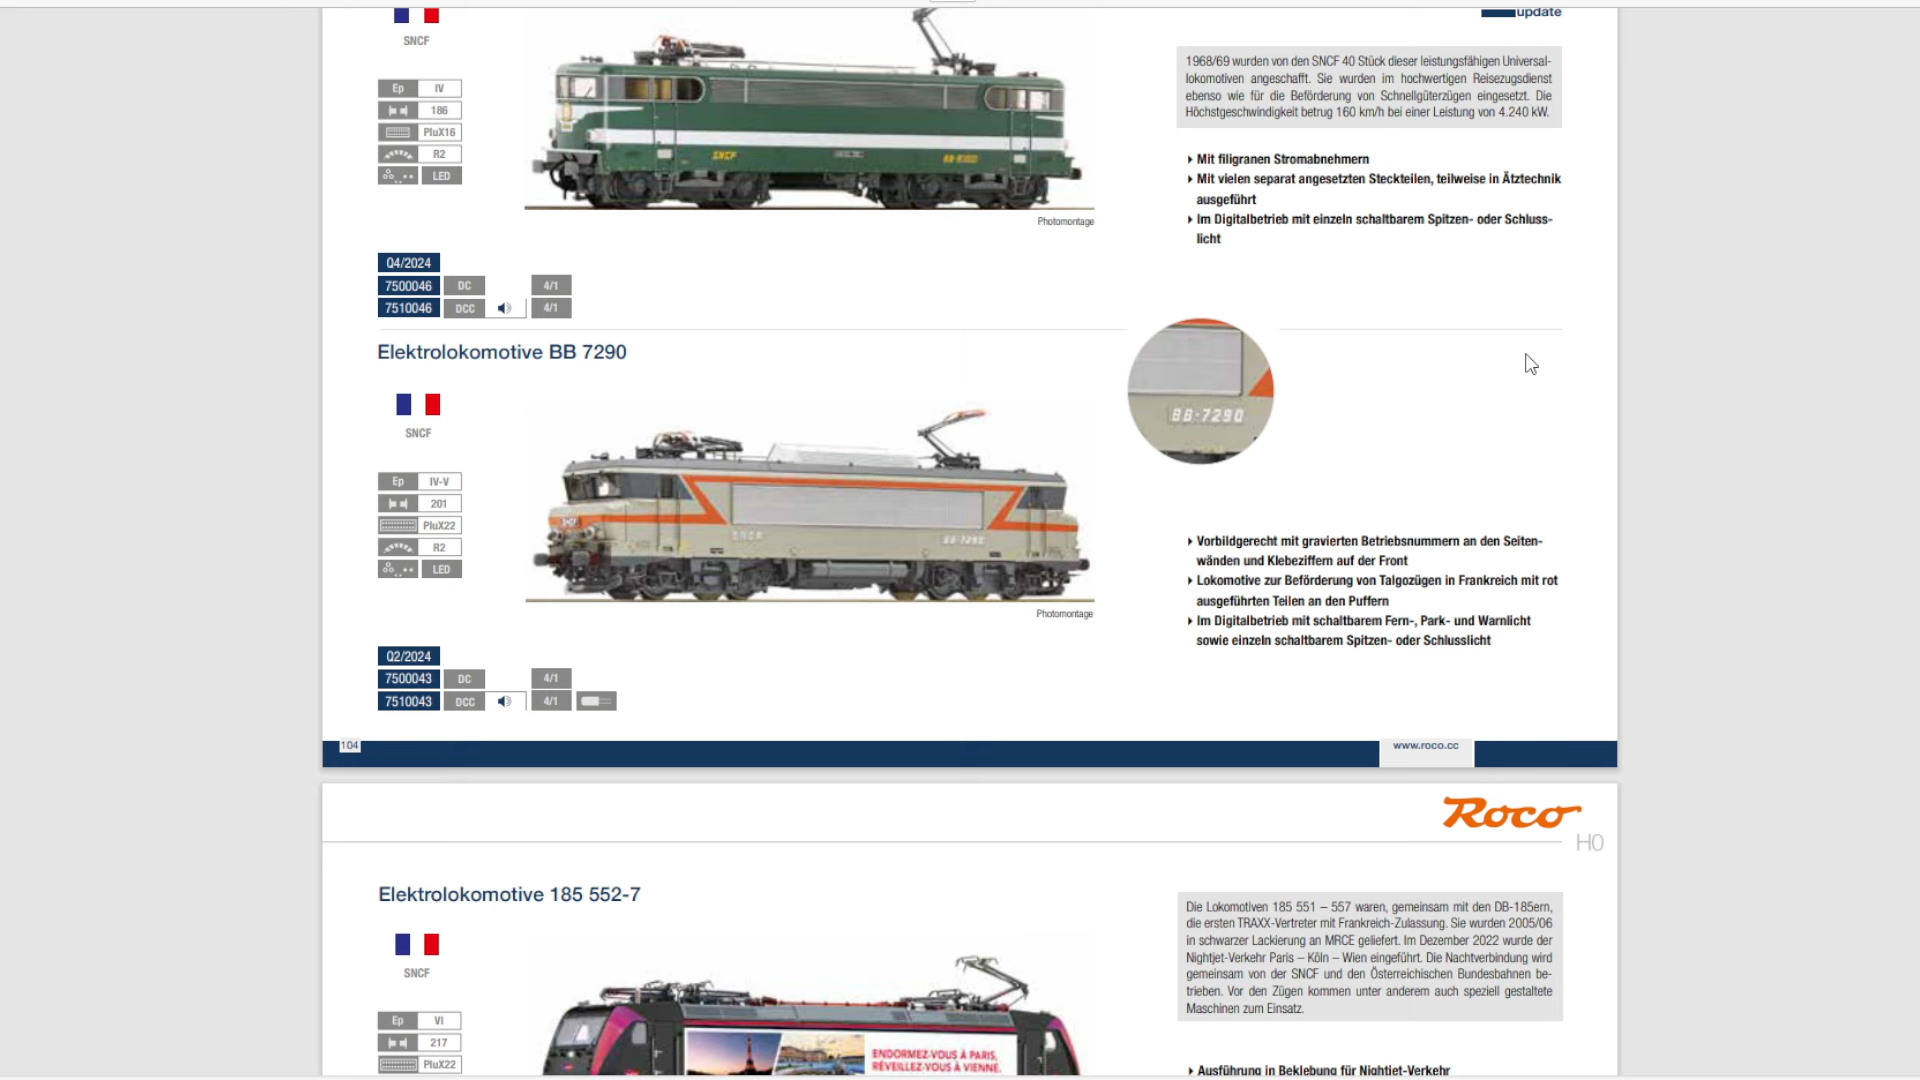 update
SNCF
1968/69 wurden von den SNCF 40 Stück dieser leistungsfähigen Universal-
lokomotiven angeschafft. Sie wurden im hochwertigen Reisezugsdienst
ebenso wie für die Beförderung von Schnellgüterzügen eingesetzt. Die
Höchstgeschwindigkeit betrug 160 km/h bei einer Leistung von 4.240 kW.
Ep IV
186
PluX16
R2
LED
SNCF
Photomontage
Mit filigranen Stromabnehmern
Mit vielen separat angesetzten Steckteilen, teilweise in Ätztechnik
ausgeführt
Im Digitalbetrieb mit einzeln schaltbarem Spitzen- oder Schluss-
licht
Q4/2024
7500046 DC 4/1
7510046 DCC 4/1
Elektrolokomotive BB 7290
BB-7290
SNCF
Ep IV-V
201
PluX22
R2
LED
SNCF
SNCF
BB-7290
Photomontage
Vorbildgerecht mit gravierten Betriebsnummern an den Seiten-
wänden und Klebeziffern auf der Front
Lokomotive zur Beförderung von Talgozügen in Frankreich mit rot
ausgeführten Teilen an den Puffern
Im Digitalbetrieb mit schaltbarem Fern-, Park- und Warnlicht
sowie einzeln schaltbarem Spitzen- oder Schlusslicht
Q2/2024
7500043 DC 4/1
7510043 DCC 4/1
104
www.roco.cc
Roco
H0
Elektrolokomotive 185 552-7
SNCF
Die Lokomotiven 185 551 – 557 waren, gemeinsam mit den DB-185ern,
die ersten TRAXX-Vertreter mit Frankreich-Zulassung. Sie wurden 2005/06
in schwarzer Lackierung an MRCE geliefert. Im Dezember 2022 wurde der
Nightjet-Verkehr Paris – Köln – Wien eingeführt. Die Nachtverbindung wird
gemeinsam von der SNCF und den Österreichischen Bundesbahnen be-
trieben. Vor den Zügen kommen unter anderem auch speziell gestaltete
Maschinen zum Einsatz.
Ep VI
217
PluX22
ENDORMEZ-VOUS À PARIS,
RÉVEILLEZ-VOUS À VIENNE.
Ausführung in Beklebung für Nightjet-Verkehr